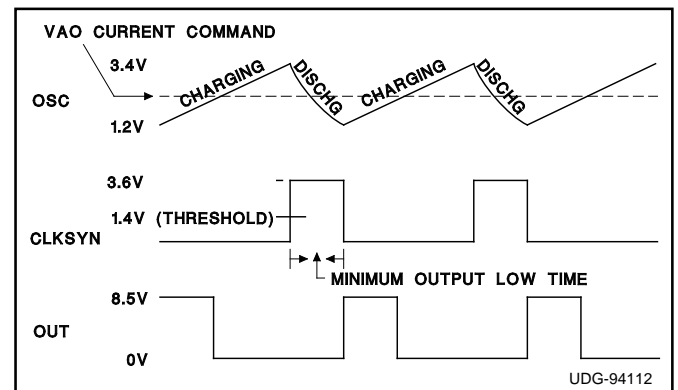 VAO CURRENT COMMAND
3.4V
CHARGING
DISCHG
CHARGING
DISCHG
OSC
1.2V
3.6V
1.4V (THRESHOLD)
CLKSYN
MINIMUM OUTPUT LOW TIME
8.5V
OUT
0V
UDG-94112